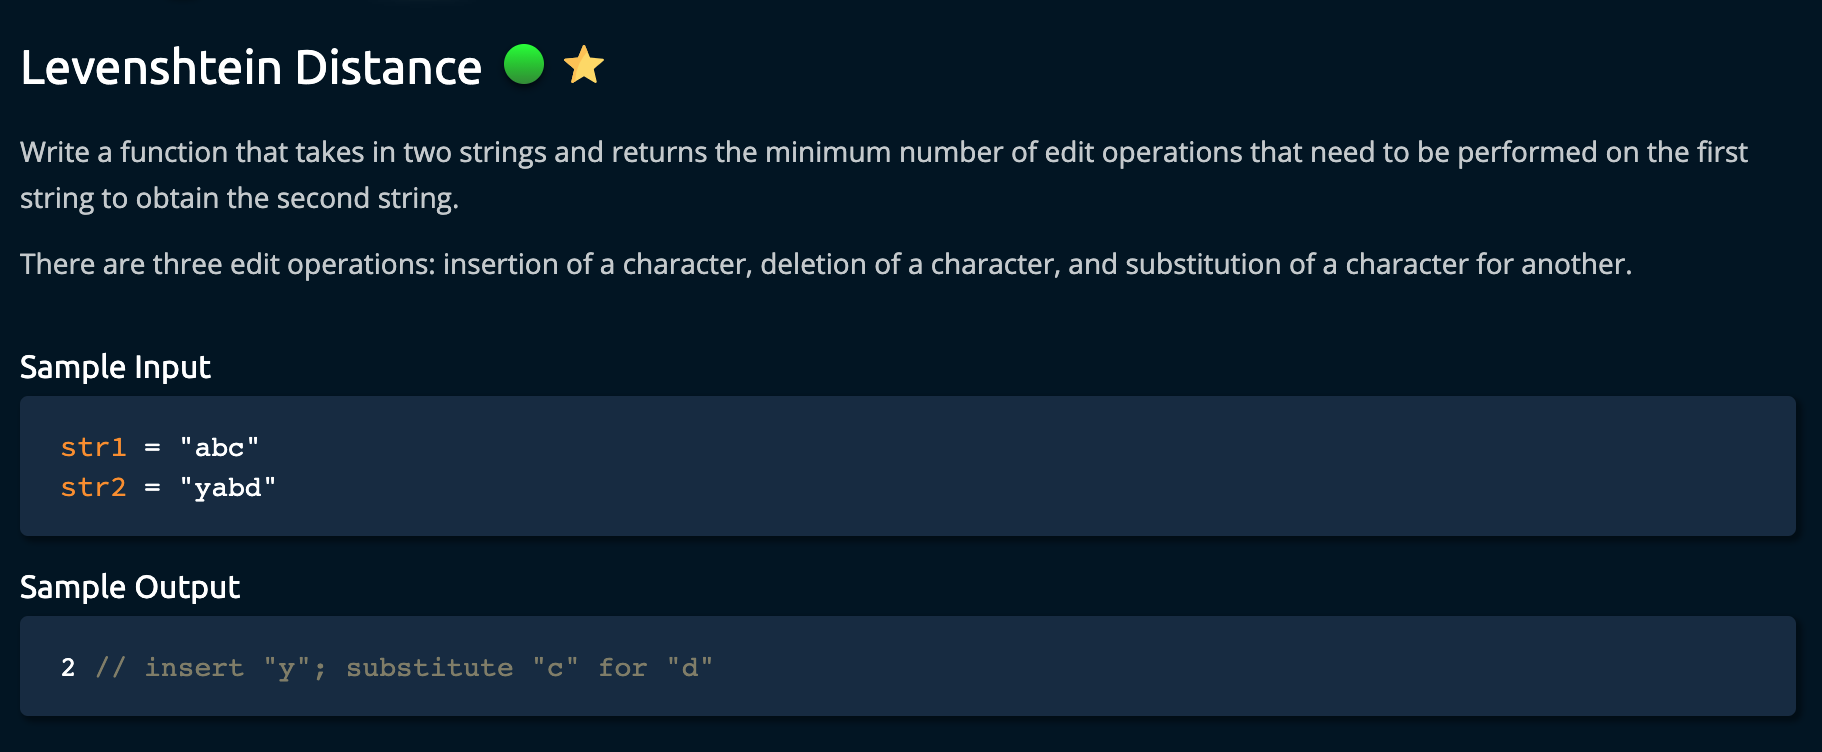 Levenshtein Distance
Write a function that takes in two strings and returns the minimum number of edit operations that need to be performed on the first
string to obtain the second string.
There are three edit operations: insertion of a character, deletion of a character, and substitution of a character for another.
Sample Input
str1 = "abc"
str2 = "yabd"
Sample Output
2 // insert "y"; substitute "c" for "d"